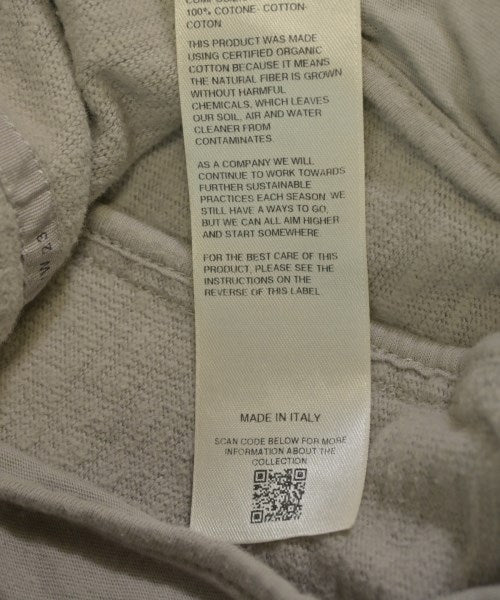 100% COTONE- COTTON-
COTON
THIS PRODUCT WAS MADE
USING CERTIFIED ORGANIC
COTTON BECAUSE IT MEANS
THE NATURAL FIBER IS GROWN
WITHOUT HARMFUL
CHEMICALS, WHICH LEAVES
OUR SOIL, AIR AND WATER
CLEANER FROM
CONTAMINATES.
AS A COMPANY WE WILL
CONTINUE TO WORK TOWARDS
FURTHER SUSTAINABLE
PRACTICES EACH SEASON. WE
STILL HAVE A WAYS TO GO,
BUT WE CAN ALL AIM HIGHER
AND START SOMEWHERE.
FOR THE BEST CARE OF THIS
PRODUCT, PLEASE SEE THE
INSTRUCTIONS ON THE
REVERSE OF THIS LABEL.
MADE IN ITALY
SCAN CODE BELOW FOR MORE
INFORMATION ABOUT THE
COLLECTION